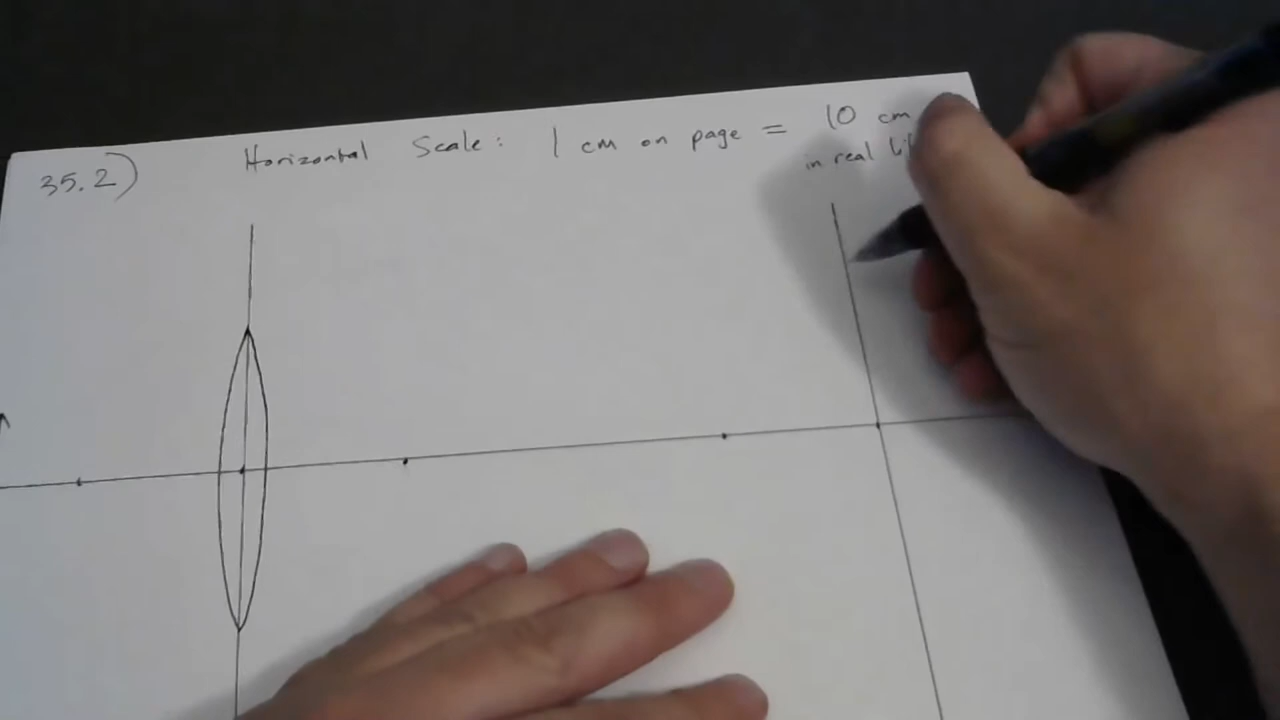 35.2) Horizontal Scale: 1 cm on page = 10 cm
in real